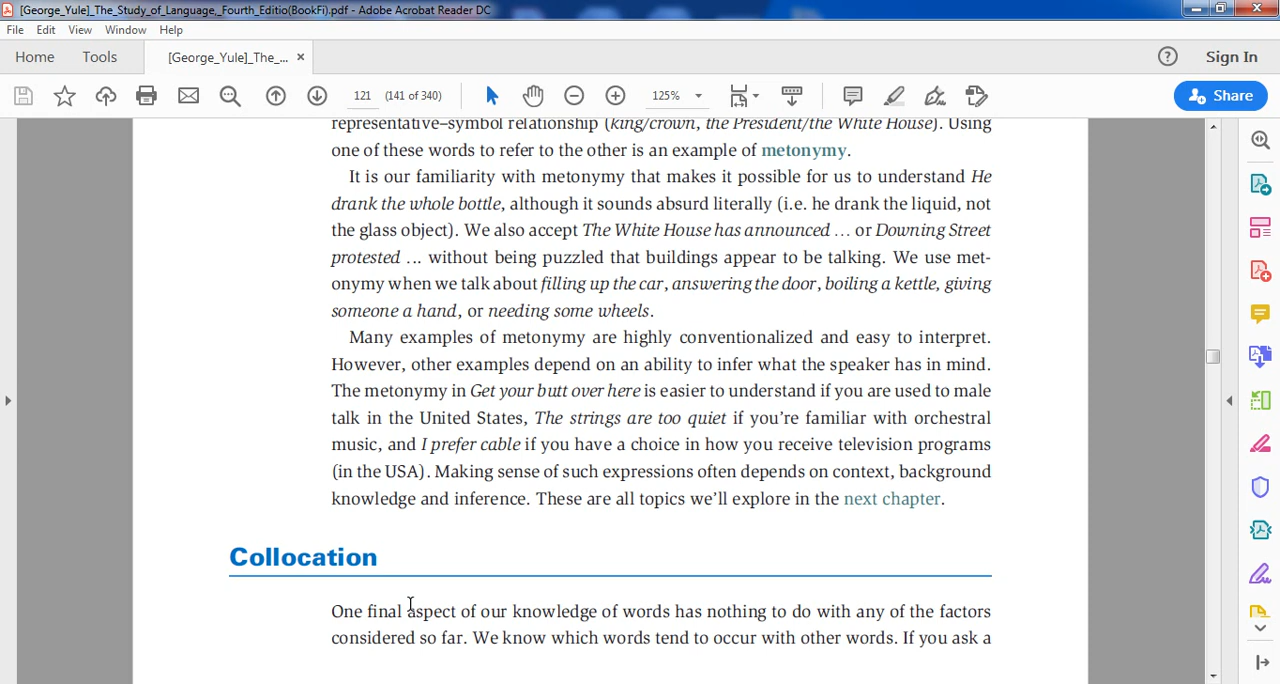 [George_Yule]_The_Study_of_Language,_Fourth_Editio(BookFi).pdf - Adobe Acrobat Reader DC
File Edit View Window Help
Home Tools [George_Yule]_The_... × ? Sign In
121 (141 of 340) 125% Share
representative–symbol relationship (king/crown, the President/the White House). Using
one of these words to refer to the other is an example of metonymy.
It is our familiarity with metonymy that makes it possible for us to understand He
drank the whole bottle, although it sounds absurd literally (i.e. he drank the liquid, not
the glass object). We also accept The White House has announced … or Downing Street
protested … without being puzzled that buildings appear to be talking. We use met-
onymy when we talk about filling up the car, answering the door, boiling a kettle, giving
someone a hand, or needing some wheels.
Many examples of metonymy are highly conventionalized and easy to interpret.
However, other examples depend on an ability to infer what the speaker has in mind.
The metonymy in Get your butt over here is easier to understand if you are used to male
talk in the United States, The strings are too quiet if you’re familiar with orchestral
music, and I prefer cable if you have a choice in how you receive television programs
(in the USA). Making sense of such expressions often depends on context, background
knowledge and inference. These are all topics we’ll explore in the next chapter.
Collocation
One final aspect of our knowledge of words has nothing to do with any of the factors
considered so far. We know which words tend to occur with other words. If you ask a